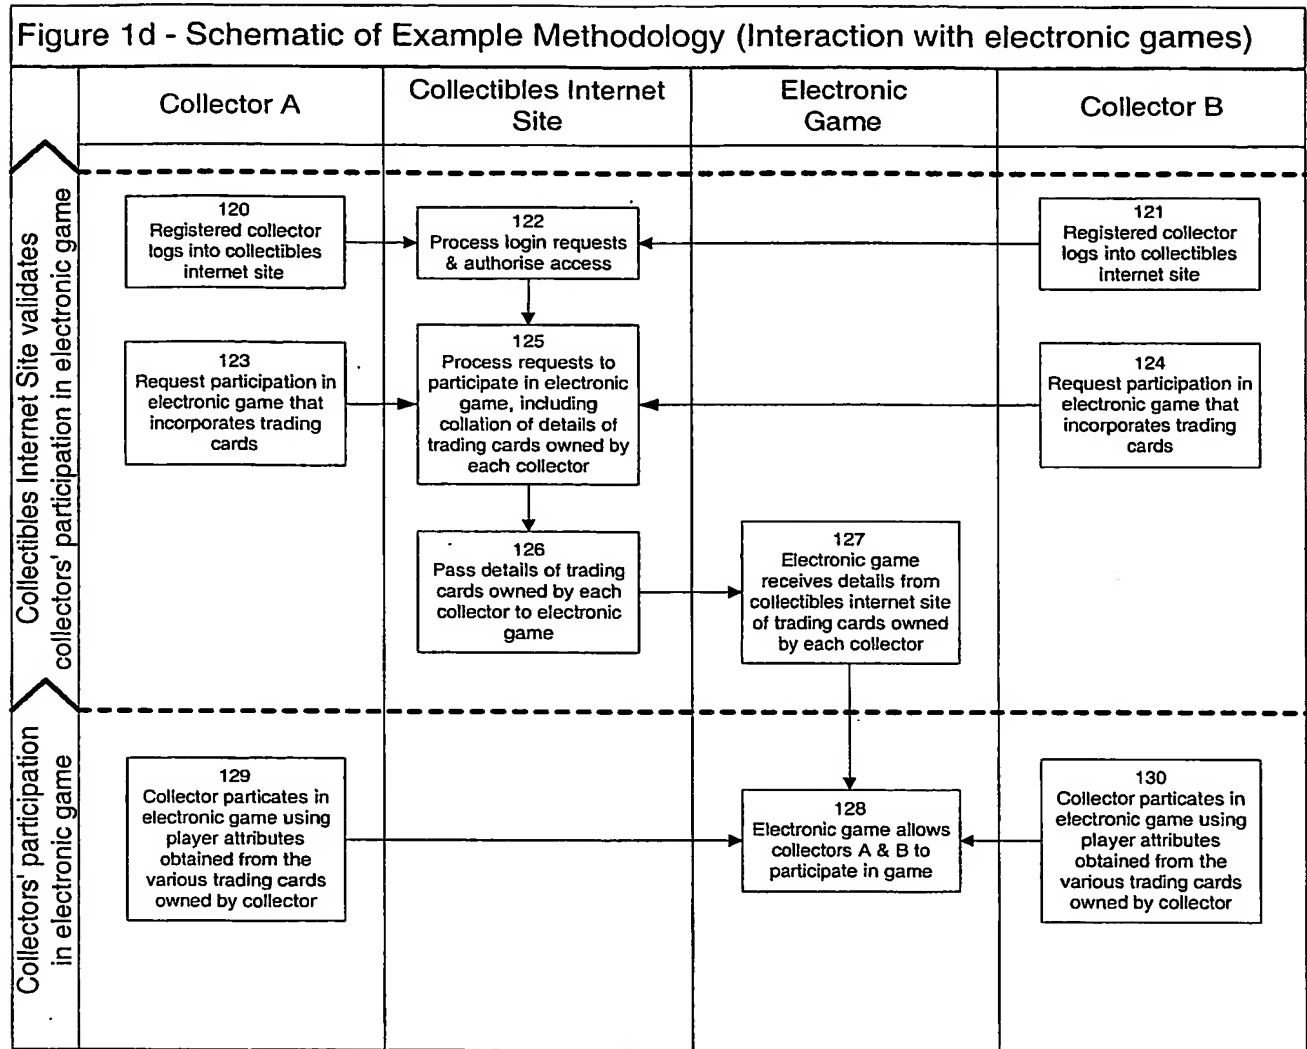 Figure 1d - Schematic of Example Methodology (Interaction with electronic games)
Collector A
Collectibles Internet
Site
Electronic
Game
Collector B
Collectibles Internet Site validates
collectors' participation in electronic game
120
Registered collector
logs into collectibles
internet site
122
Process login requests
& authorise access
121
Registered collector
logs into collectibles
internet site
123
Request participation in
electronic game that
incorporates trading
cards
125
Process requests to
participate in electronic
game, including
collation of details of
trading cards owned by
each collector
124
Request participation in
electronic game that
incorporates trading
cards
126
Pass details of trading
cards owned by each
collector to electronic
game
127
Electronic game
receives details from
collectibles internet site
of trading cards owned
by each collector
Collectors' participation
in electronic game
129
Collector particates in
electronic game using
player attributes
obtained from the
various trading cards
owned by collector
128
Electronic game allows
collectors A & B to
participate in game
130
Collector particates in
electronic game using
player attributes
obtained from the
various trading cards
owned by collector